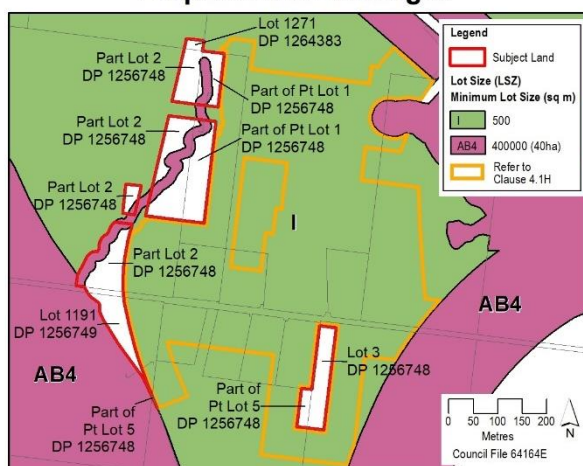 Lot 1271
DP 1264383
Part Lot 2
DP 1256748
Part of Pt Lot 1
DP 1256748
Part Lot 2
DP 1256748
Part of Pt Lot 1
DP 1256748
Part Lot 2
DP 1256748
Part Lot 2
DP 1256748
Lot 1191
DP 1256749
I
AB4
AB4
Lot 3
DP 1256748
Part of
Pt Lot 5
DP 1256748
Part of
Pt Lot 5
DP 1256748
Legend
Subject Land
Lot Size (LSZ)
Minimum Lot Size (sq m)
I 500
AB4 400000 (40ha)
Refer to
Clause 4.1H
0 50 100 150 200
Metres
N
Council File 64164E